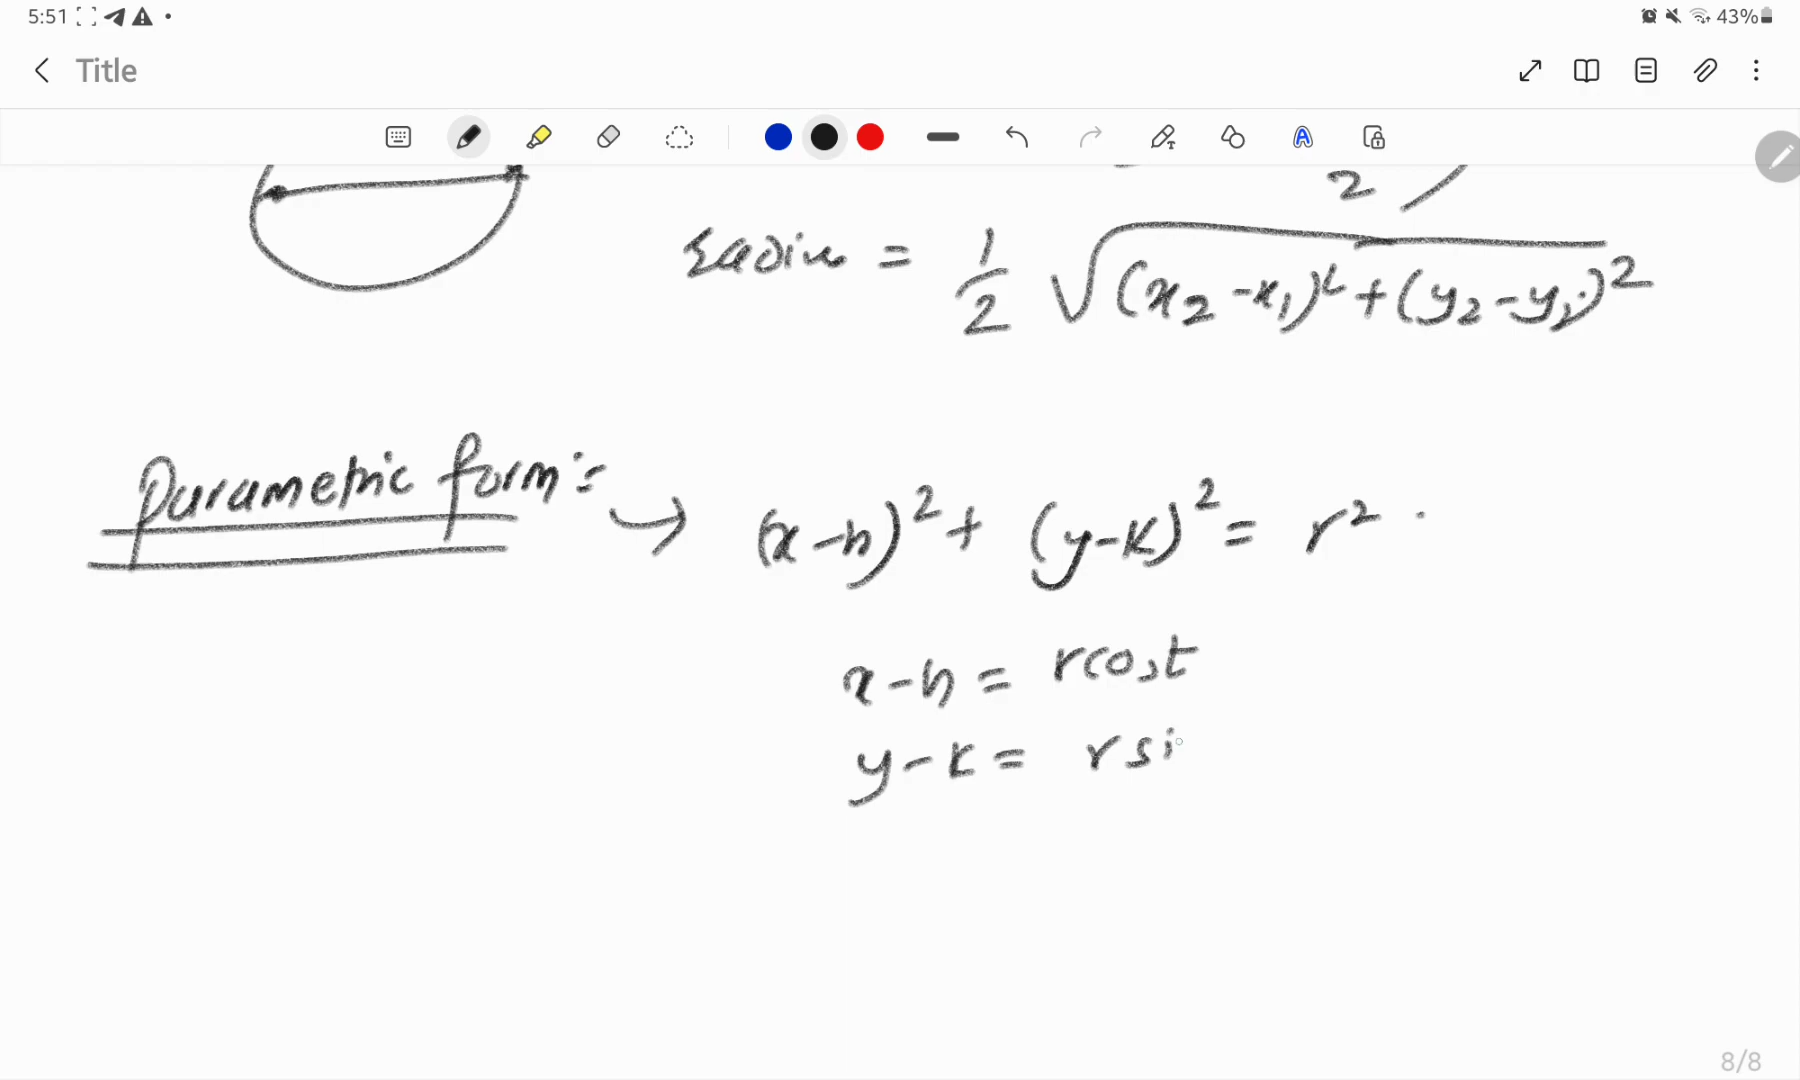 5:51 43%
Title
2
radius = 1/2 √(x₂-x₁)² + (y₂-y₁)²
Parametric form :- → (x-h)² + (y-k)² = r² .
x-h = rcost
y-k = rsi
8/8